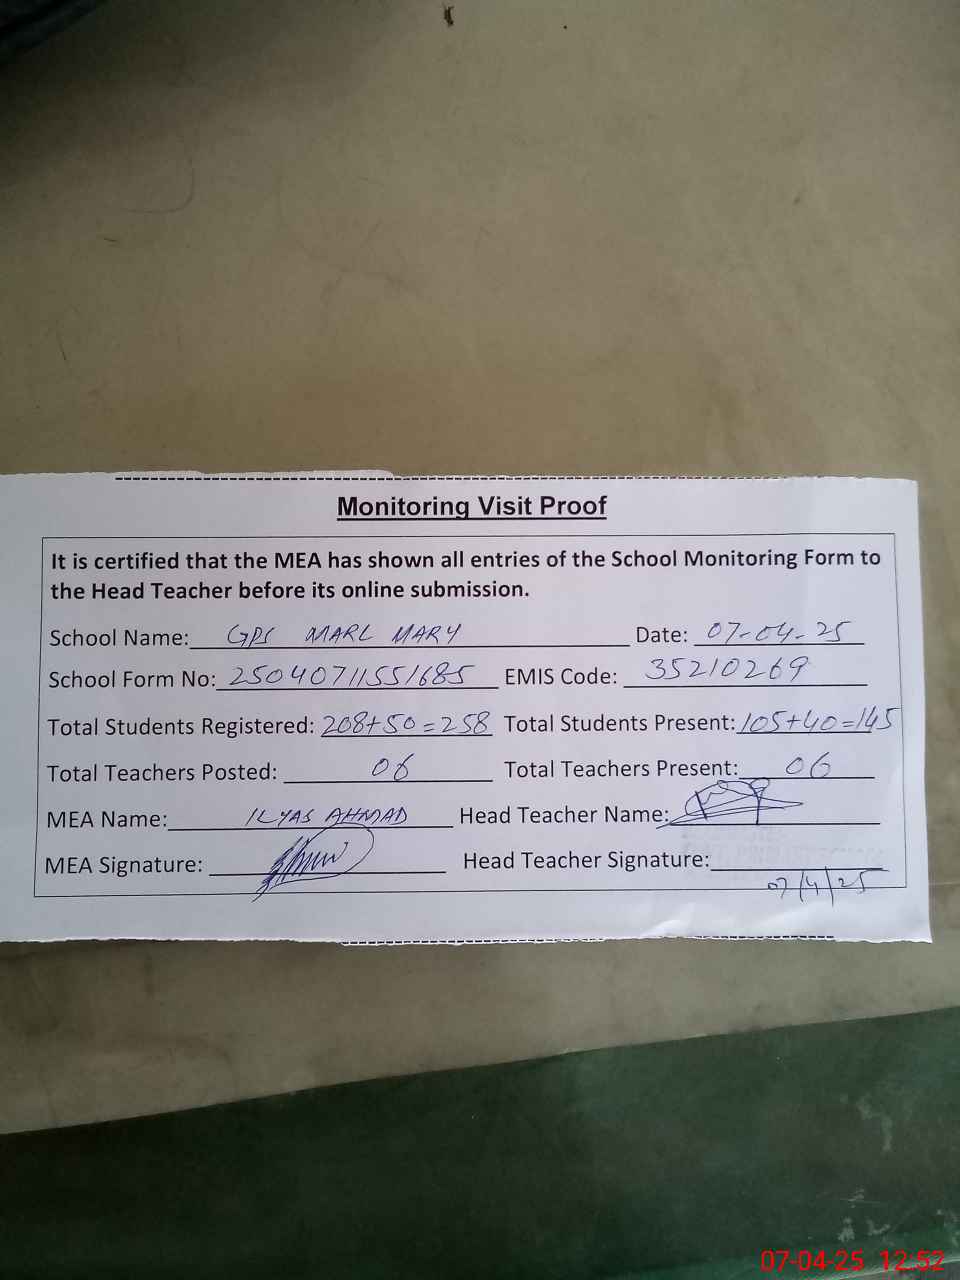 Monitoring Visit Proof
It is certified that the MEA has shown all entries of the School Monitoring Form to
the Head Teacher before its online submission.
School Name: GPS MARL MARY Date: 07-04-25
School Form No: 25040711551685 EMIS Code: 35210269
Total Students Registered: 208+50=258 Total Students Present: 105+40=145
Total Teachers Posted: 06 Total Teachers Present: 06
MEA Name: ILYAS AHMAD Head Teacher Name:
MEA Signature: Head Teacher Signature:
07/4/25
07-04-25 12:52